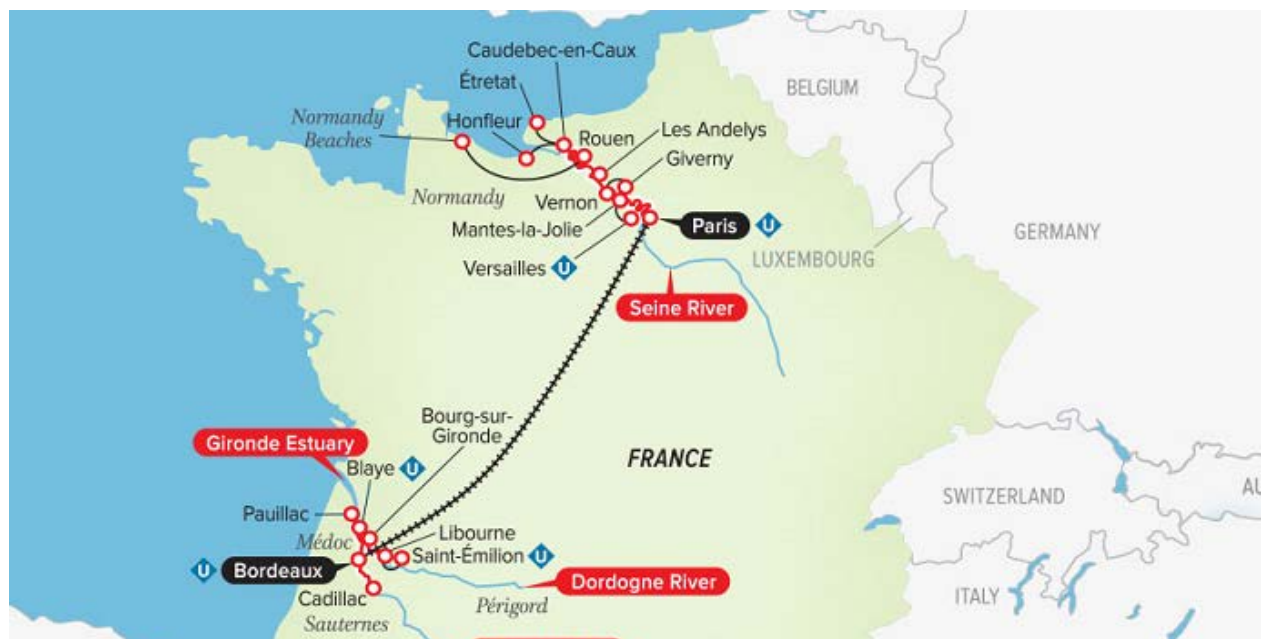 Caudebec-en-Caux
Étretat
BELGIUM
Normandy
Beaches
Honfleur
Rouen
Les Andelys
Giverny
Normandy
Vernon
Mantes-la-Jolie
Paris
U
GERMANY
LUXEMBOURG
Versailles
U
Seine River
Bourg-sur-
Gironde
Gironde Estuary
Blaye
U
FRANCE
SWITZERLAND
AU
Pauillac
Médoc
Libourne
Saint-Émilion
U
U
Bordeaux
Dordogne River
Cadillac
Périgord
ITALY
Sauternes